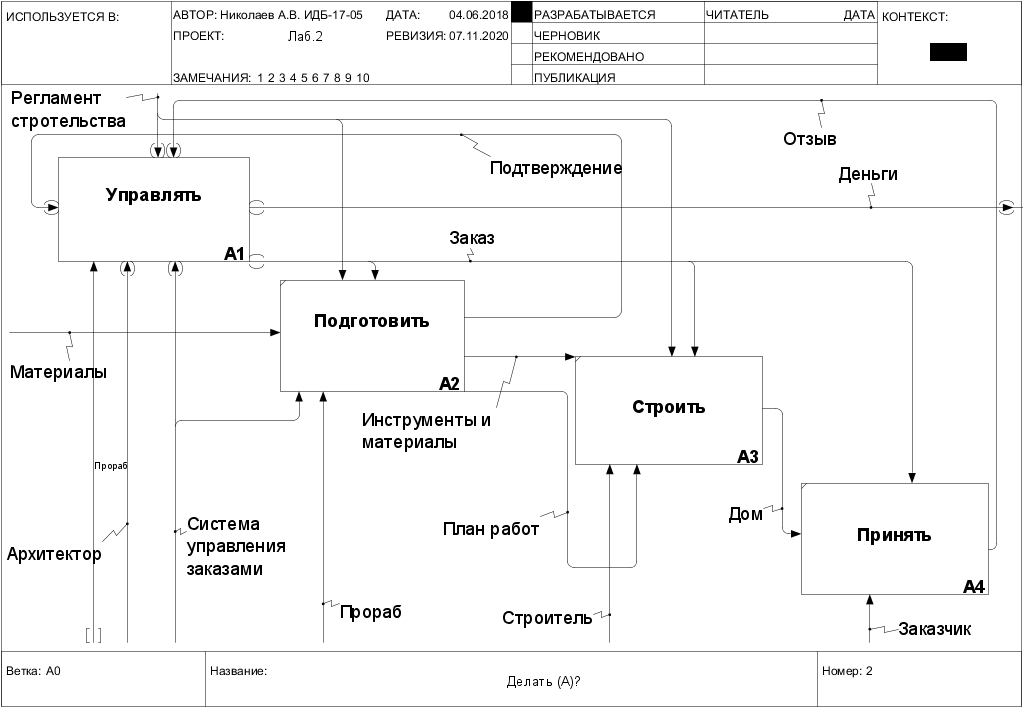 ИСПОЛЬЗУЕТСЯ В:
АВТОР: Николаев А.В. ИДБ-17-05
ДАТА: 04.06.2018
ПРОЕКТ: Лаб.2
РЕВИЗИЯ: 07.11.2020
ЗАМЕЧАНИЯ: 1 2 3 4 5 6 7 8 9 10
РАЗРАБАТЫВАЕТСЯ
ЧЕРНОВИК
РЕКОМЕНДОВАНО
ПУБЛИКАЦИЯ
ЧИТАТЕЛЬ
ДАТА
КОНТЕКСТ:
Регламент
стротельства
Отзыв
Подтверждение
Деньги
Управлять
A1
Заказ
Подготовить
A2
Материалы
Инструменты и
материалы
Строить
A3
Прораб
План работ
Дом
Принять
A4
Архитектор
Система
управления
заказами
Прораб
Строитель
Заказчик
Ветка: A0
Название:
Делать (A)?
Номер: 2